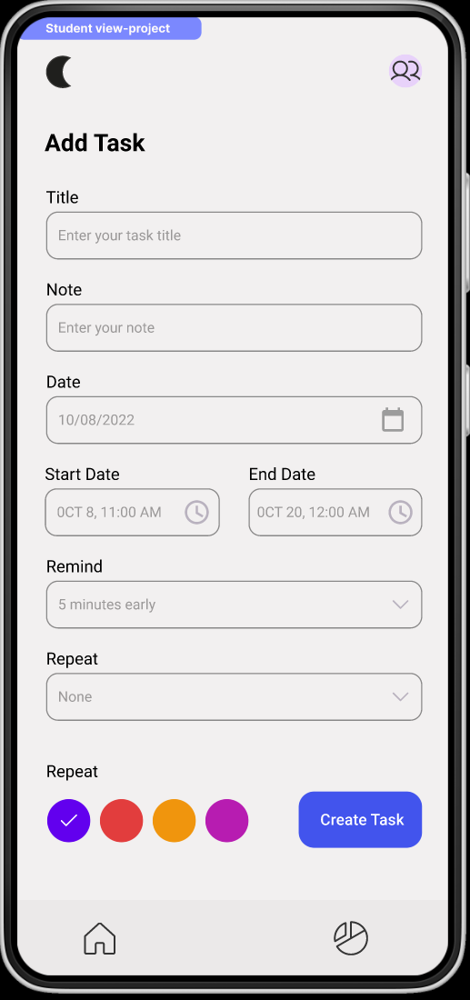 Student view-project
Add Task
Title
Enter your task title
Note
Enter your note
Date
10/08/2022
Start Date End Date
0CT 8, 11:00 AM 0CT 20, 12:00 AM
Remind
5 minutes early
Repeat
None
Repeat
Create Task